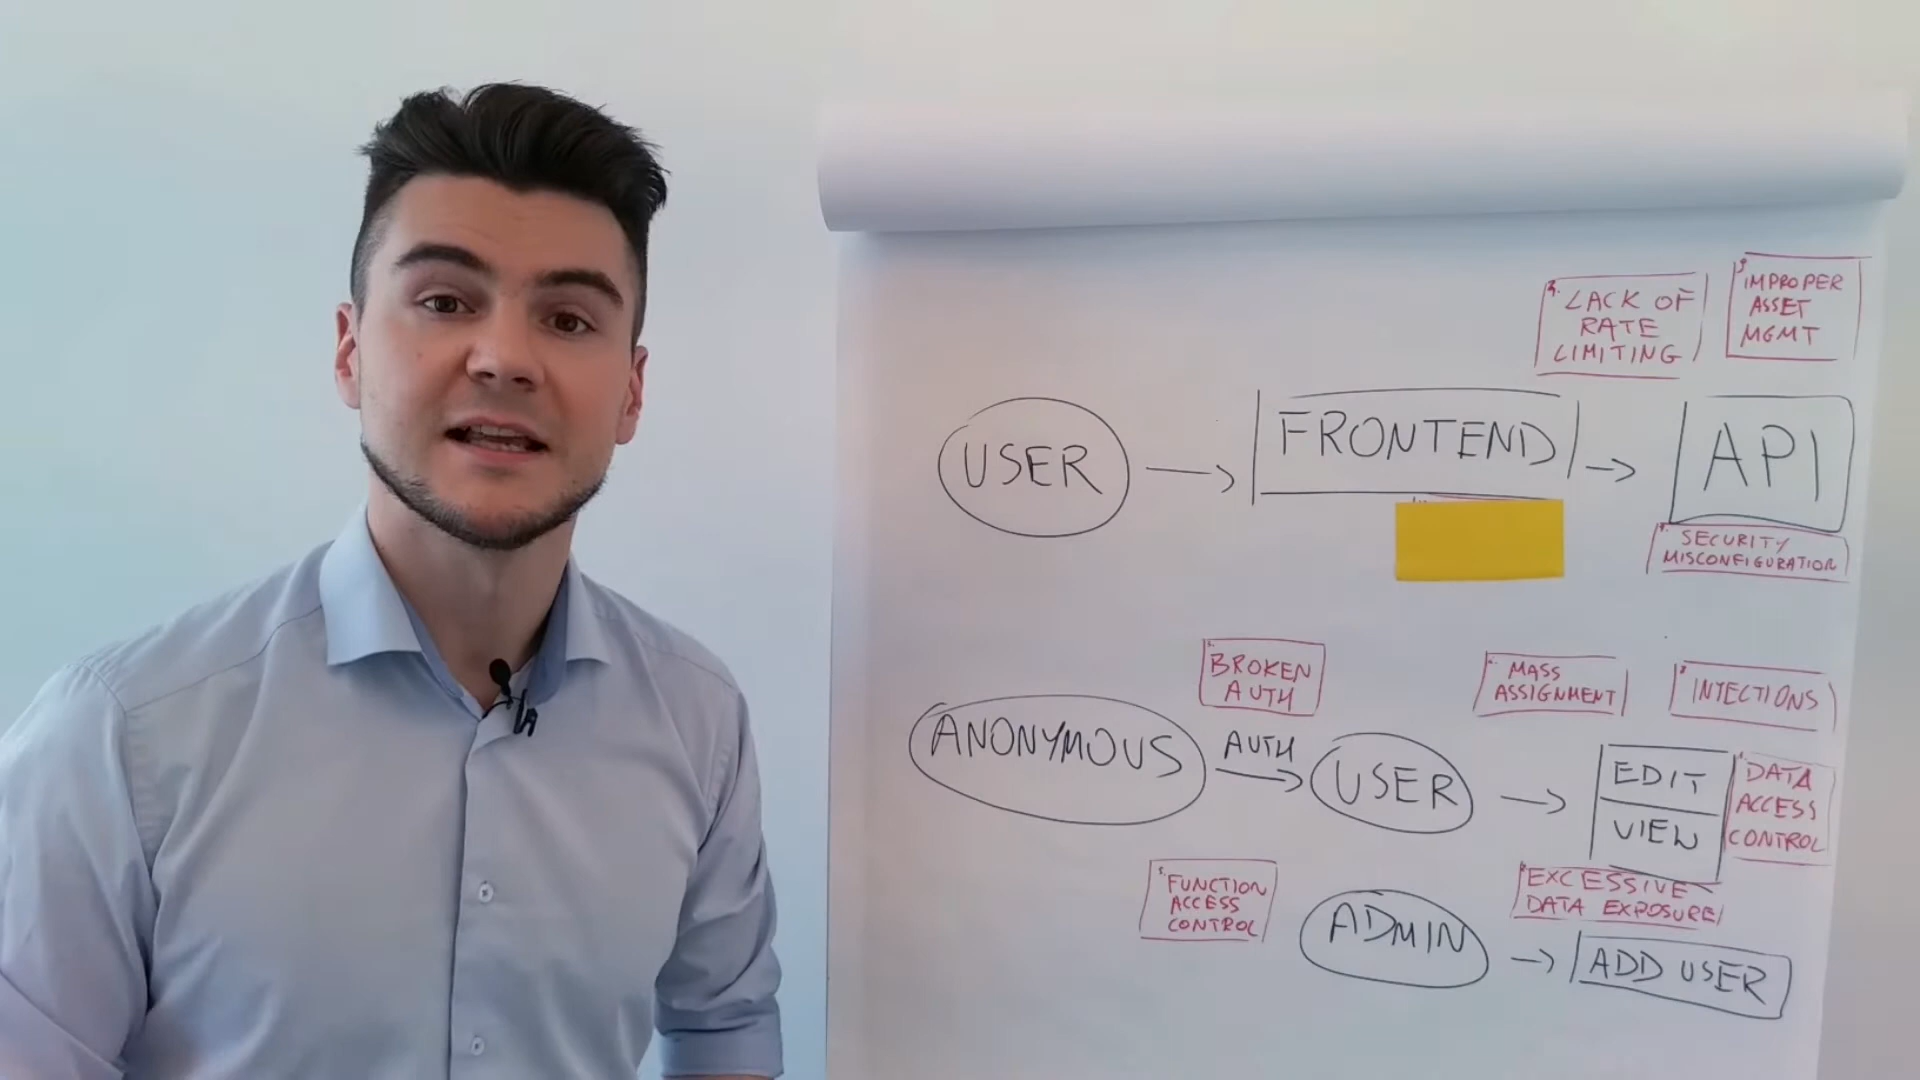 LACK OF
RATE
LIMITING
IMPROPER
ASSET
MGMT
USER
FRONTEND
API
SECURITY
MISCONFIGURATION
BROKEN
AUTH
MASS
ASSIGNMENT
INJECTIONS
ANONYMOUS
AUTH
USER
EDIT
VIEW
DATA
ACCESS
CONTROL
FUNCTION
ACCESS
CONTROL
ADMIN
EXCESSIVE
DATA EXPOSURE
ADD USER